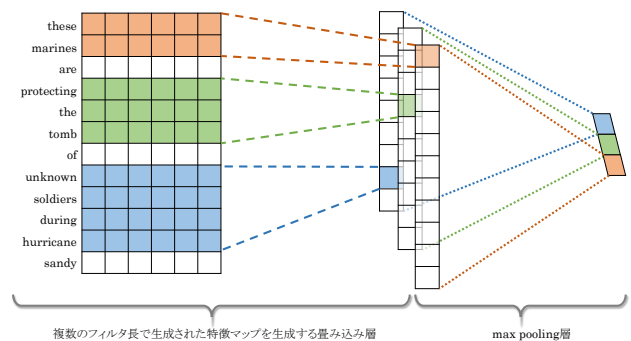 these
marines
are
protecting
the
tomb
of
unknown
soldiers
during
hurricane
sandy
複数のフィルタ長で生成された特徴マップを生成する畳み込み層
max pooling層